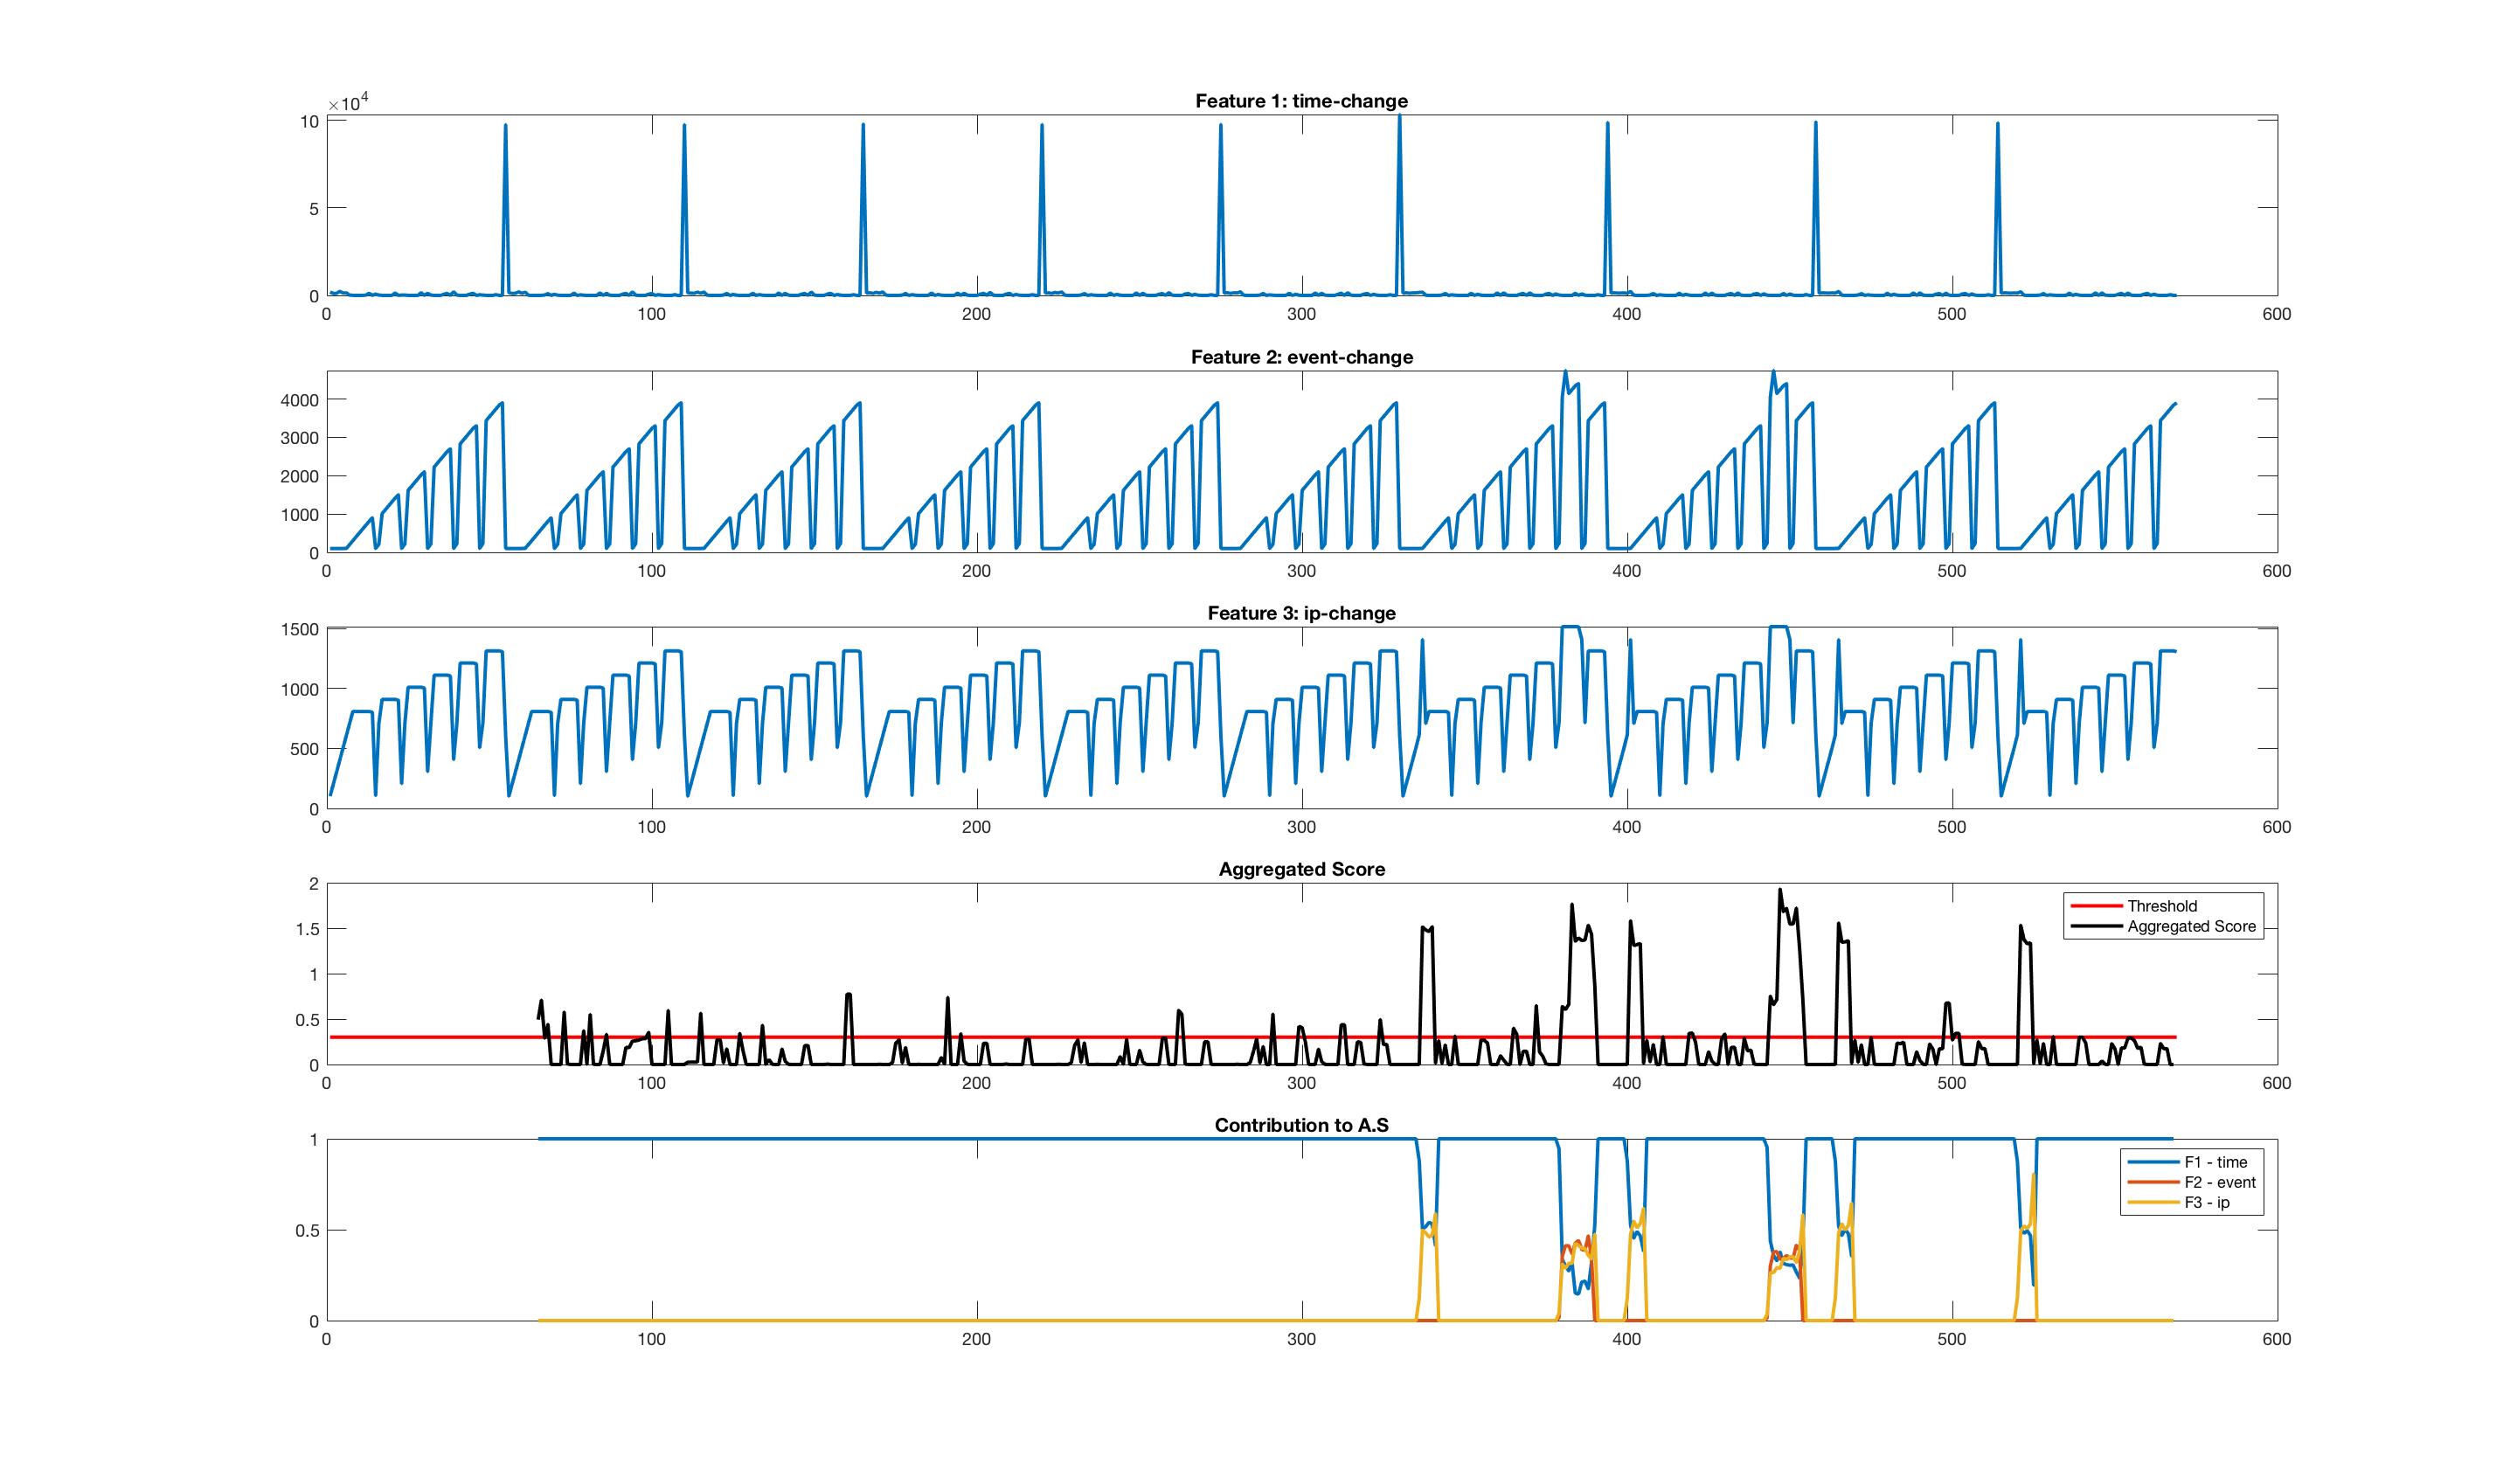 Feature 1: time-change
×10^4
10
5
0
0 100 200 300 400 500 600
Feature 2: event-change
4000
3000
2000
1000
0
0 100 200 300 400 500 600
Feature 3: ip-change
1500
1000
500
0
0 100 200 300 400 500 600
Aggregated Score
2
1.5
1
0.5
0
Threshold
Aggregated Score
0 100 200 300 400 500 600
Contribution to A.S
1
0.5
0
F1 - time
F2 - event
F3 - ip
0 100 200 300 400 500 600